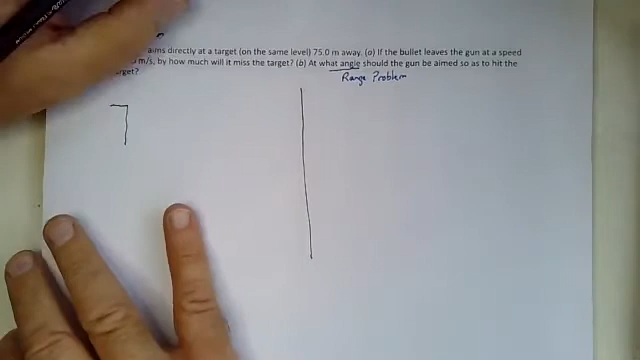 aims directly at a target (on the same level) 75.0 m away. (a) If the bullet leaves the gun at a speed
m/s, by how much will it miss the target? (b) At what angle should the gun be aimed so as to hit the
rget?
Range Problem